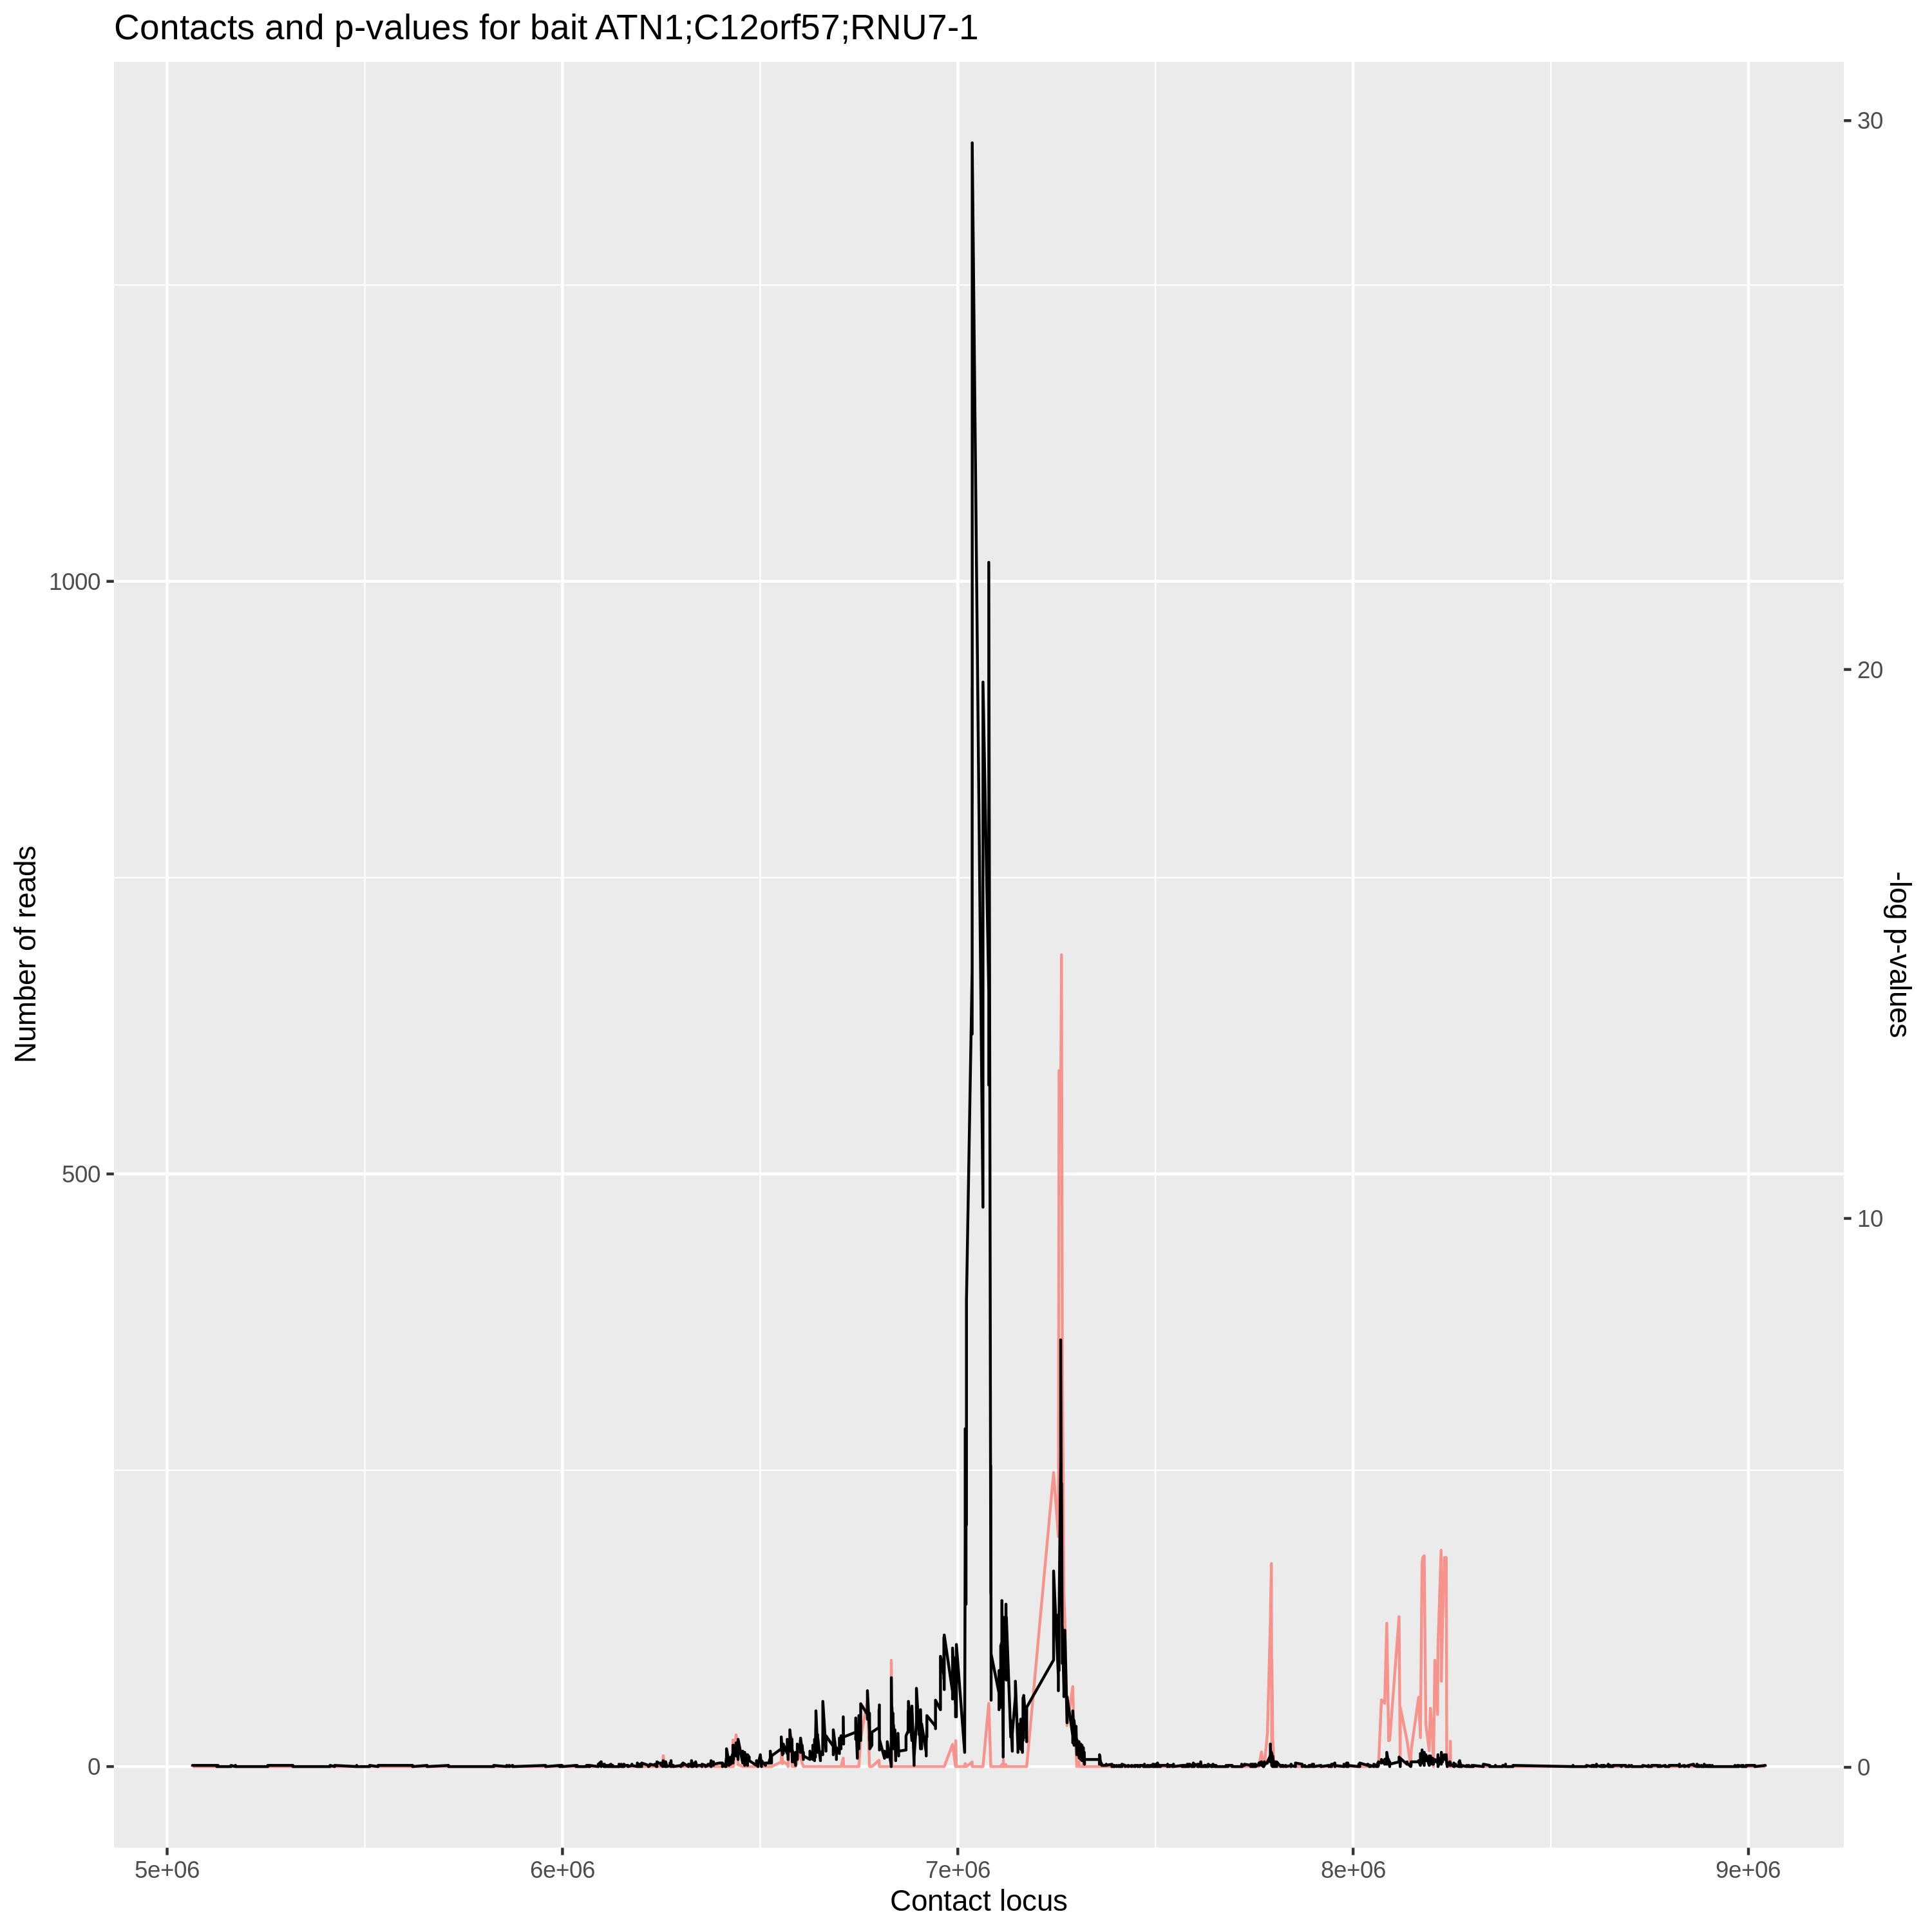 Contacts and p-values for bait ATN1;C12orf57;RNU7-1
30
1000
20
Number of reads
-log p-values
500
10
0
0
5e+06
6e+06
7e+06
8e+06
9e+06
Contact locus